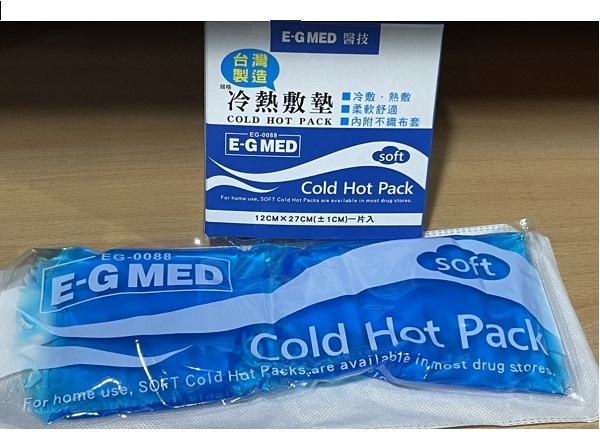 E-G MED 醫技
台灣
製造
規格
冷熱敷墊
COLD HOT PACK
■冷敷．熱敷
■柔軟舒適
■內附不織布套
EG-0088
E-G MED
soft
Cold Hot Pack
For home use, SOFT Cold Hot Packs are available in most drug stores.
12CM×27CM(±1CM)一片入
EG-0088
E-G MED
soft
Cold Hot Pack
For home use, SOFT Cold Hot Packs are available in most drug stores.